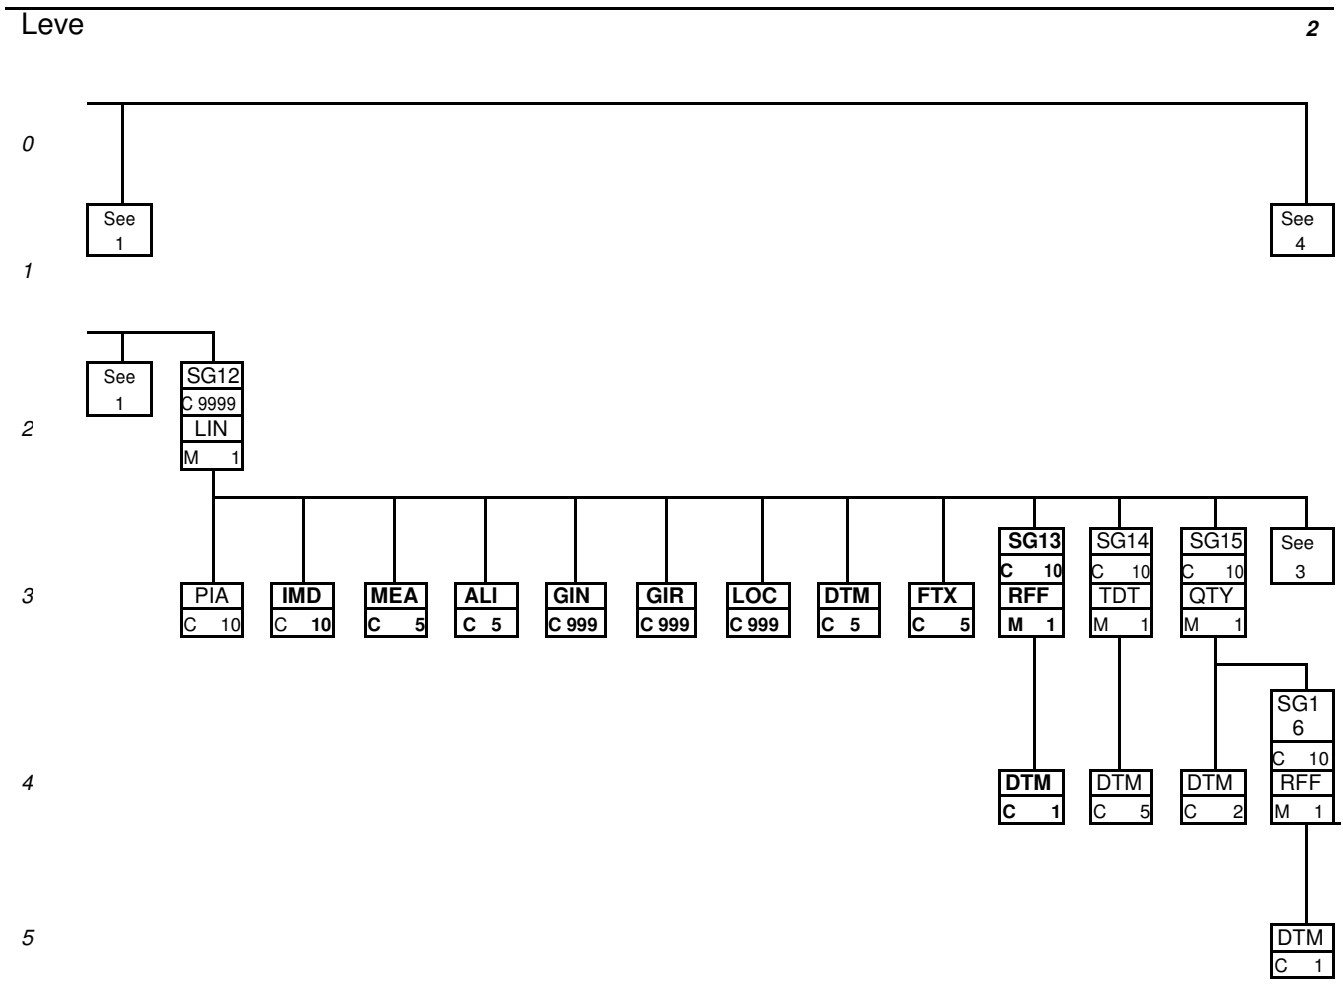 Leve 2
0
See See
1 4
1
See SG12
1 C 9999
2 LIN
M 1
SG13 SG14 SG15 See
C 10 C 10 C 10 3
3 PIA IMD MEA ALI GIN GIR LOC DTM FTX RFF TDT QTY
C 10 C 10 C 5 C 5 C 999 C 999 C 999 C 5 C 5 M 1 M 1 M 1
SG1
6
C 10
4 DTM DTM DTM RFF
C 1 C 5 C 2 M 1
5 DTM
C 1